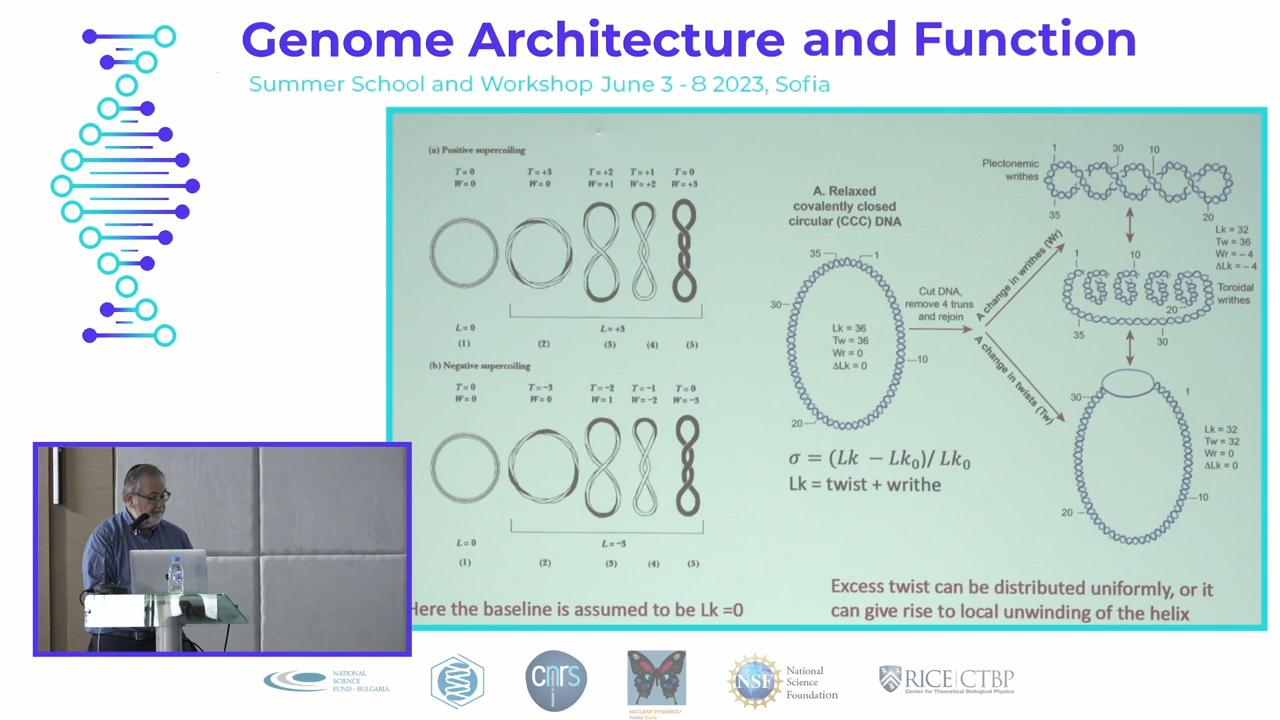 Genome Architecture and Function
Summer School and Workshop June 3 - 8 2023, Sofia
(a) Positive supercoiling
T = 0
W = 0
T = +3
W = 0
T = +2
W = +1
T = +1
W = +2
T = 0
W = +3
L = 0
L = +3
(1)
(2)
(3)
(4)
(5)
(b) Negative supercoiling
T = 0
W = 0
T = -3
W = 0
T = -2
W = 1
T = -1
W = -2
T = 0
W = -3
L = 0
L = -3
(1)
(2)
(3)
(4)
(5)
Here the baseline is assumed to be Lk =0
A. Relaxed
covalently closed
circular (CCC) DNA
35
1
30
10
20
Lk = 36
Tw = 36
Wr = 0
ΔLk = 0
Cut DNA,
remove 4 truns
and rejoin
A change in writhes (Wr)
A change in twists (Tw)
σ = (Lk − Lk₀)/ Lk₀
Lk = twist + writhe
Plectonemic
writhes
1
30
10
35
20
Lk = 32
Tw = 36
Wr = – 4
ΔLk = – 4
1
10
Toroidal
writhes
20
35
30
30
1
Lk = 32
Tw = 32
Wr = 0
ΔLk = 0
10
20
Excess twist can be distributed uniformly, or it
can give rise to local unwinding of the helix
NATIONAL
SCIENCE
FUND - BULGARIA
cnrs
NUCLEAR DYNAMICS/
Institut Curie
NSF
National
Science
Foundation
RICE | CTBP
Center for Theoretical Biological Physics